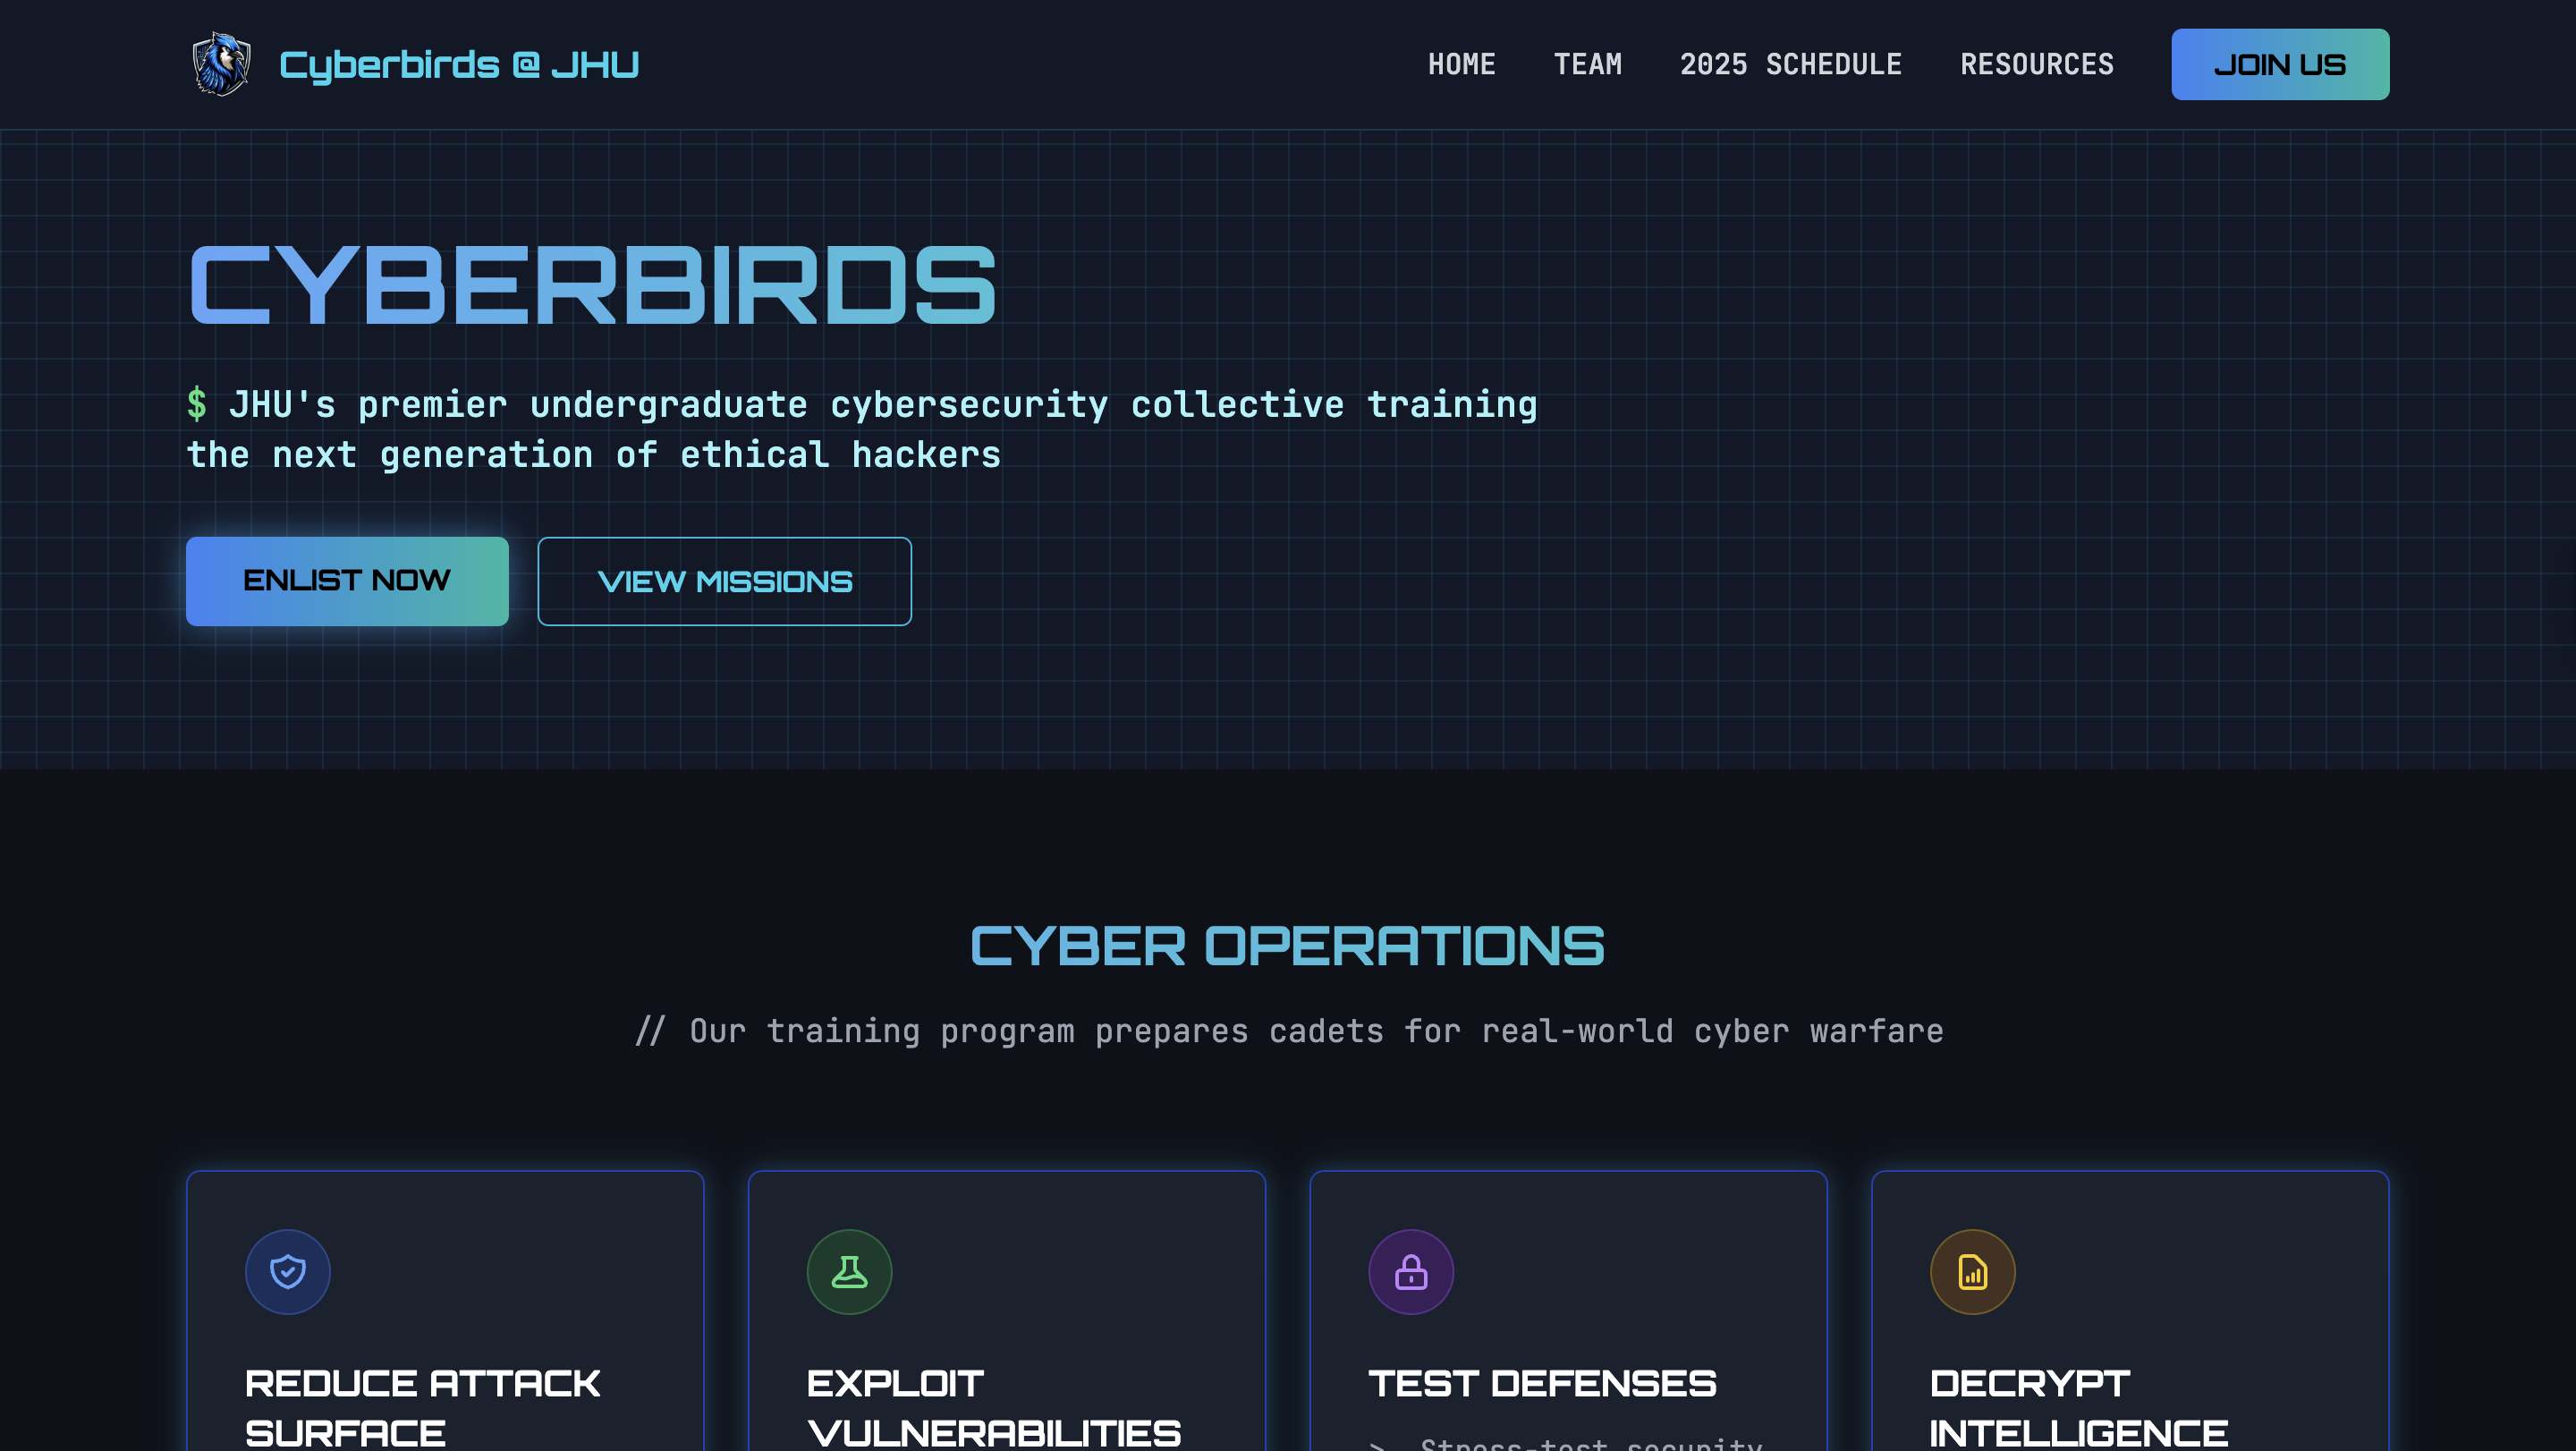 Cyberbirds @ JHU
HOME
TEAM
2025 SCHEDULE
RESOURCES
JOIN US
CYBERBIRDS
$ JHU's premier undergraduate cybersecurity collective training
the next generation of ethical hackers
ENLIST NOW
VIEW MISSIONS
CYBER OPERATIONS
// Our training program prepares cadets for real-world cyber warfare
REDUCE ATTACK
SURFACE
EXPLOIT
VULNERABILITIES
TEST DEFENSES
> Stress-test security
DECRYPT
INTELLIGENCE